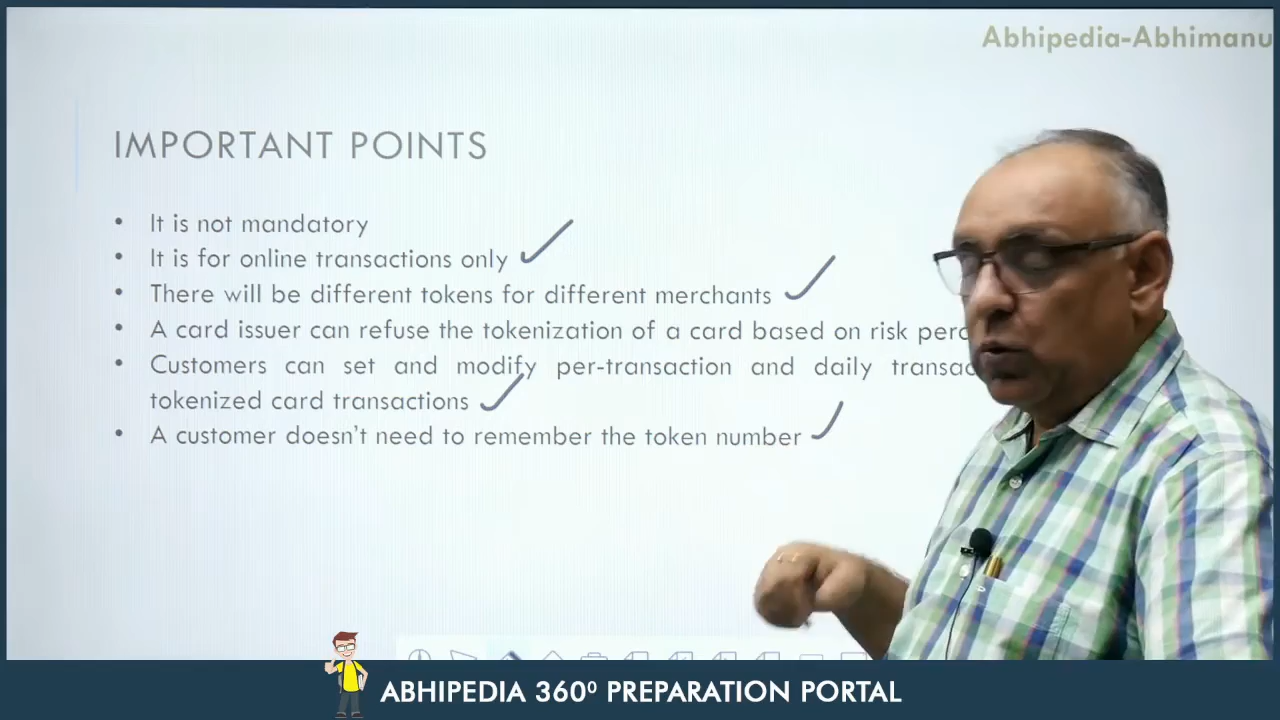 Abhipedia-Abhimanu
IMPORTANT POINTS
• It is not mandatory
• It is for online transactions only
• There will be different tokens for different merchants
• A card issuer can refuse the tokenization of a card based on risk
• Customers can set and modify per-transaction and daily
tokenized card transactions
• A customer doesn't need to remember the token number
ABHIPEDIA 360⁰ PREPARATION PORTAL